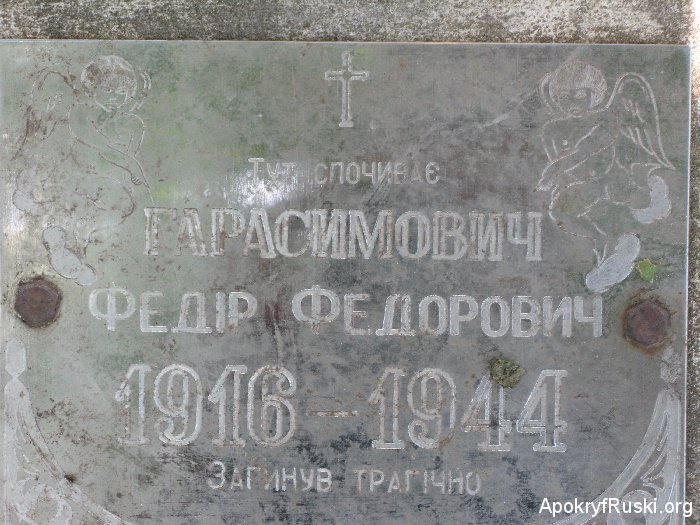 Тут спочиває
ГАРАСИМОВИЧ
ФЕДІР ФЕДОРОВИЧ
1916–1944
Загинув трагічно
ApokryfRuski.org